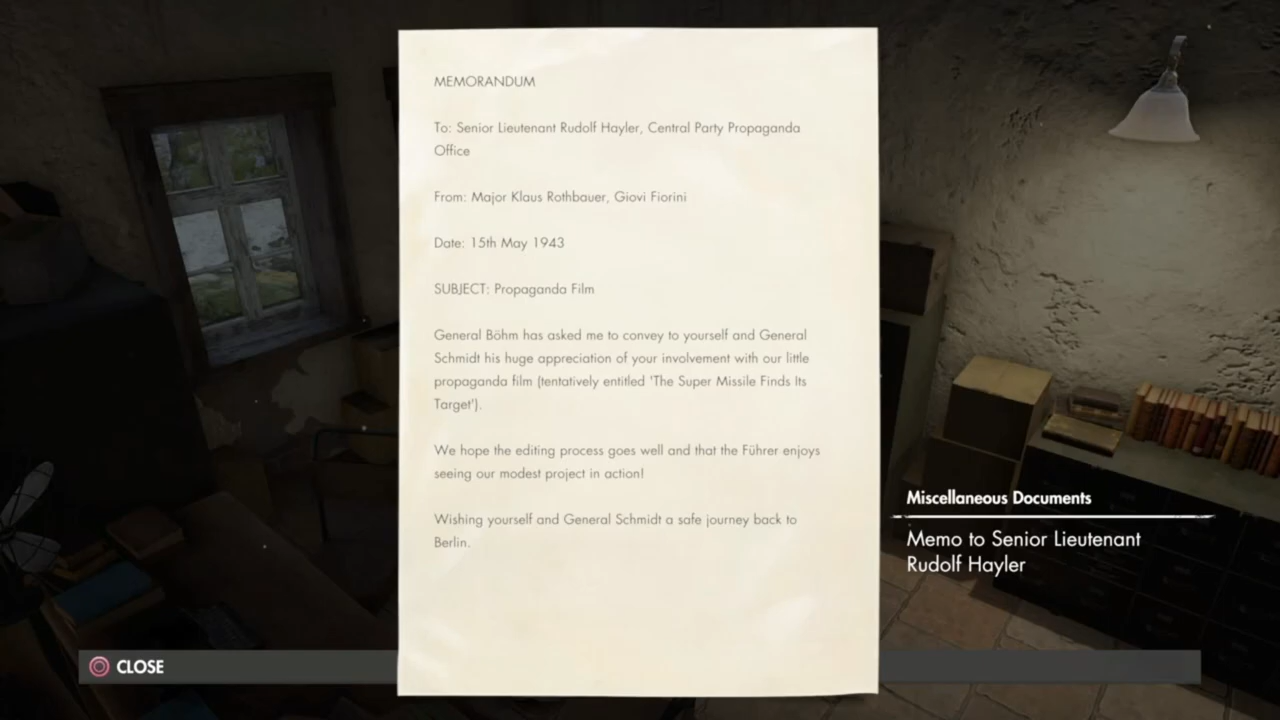 MEMORANDUM
To: Senior Lieutenant Rudolf Hayler, Central Party Propaganda
Office
From: Major Klaus Rothbauer, Giovi Fiorini
Date: 15th May 1943
SUBJECT: Propaganda Film
General Böhm has asked me to convey to yourself and General
Schmidt his huge appreciation of your involvement with our little
propaganda film (tentatively entitled 'The Super Missile Finds Its
Target').
We hope the editing process goes well and that the Führer enjoys
seeing our modest project in action!
Wishing yourself and General Schmidt a safe journey back to
Berlin.
Miscellaneous Documents
Memo to Senior Lieutenant
Rudolf Hayler
CLOSE